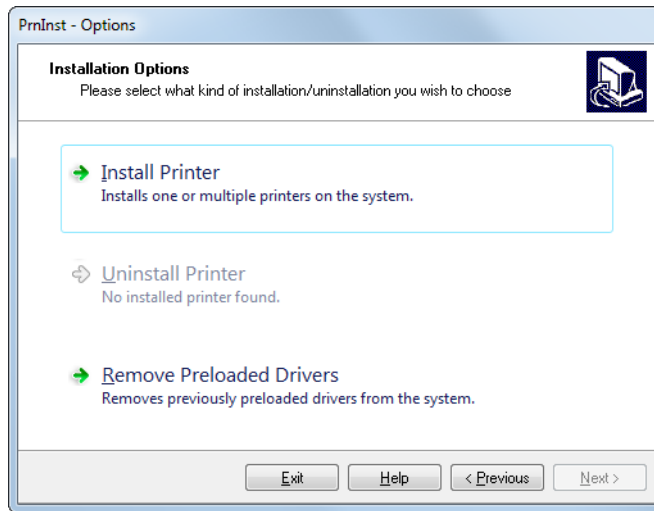 PrnInst - Options
Installation Options
Please select what kind of installation/uninstallation you wish to choose
Install Printer
Installs one or multiple printers on the system.
Uninstall Printer
No installed printer found.
Remove Preloaded Drivers
Removes previously preloaded drivers from the system.
Exit Help < Previous Next >